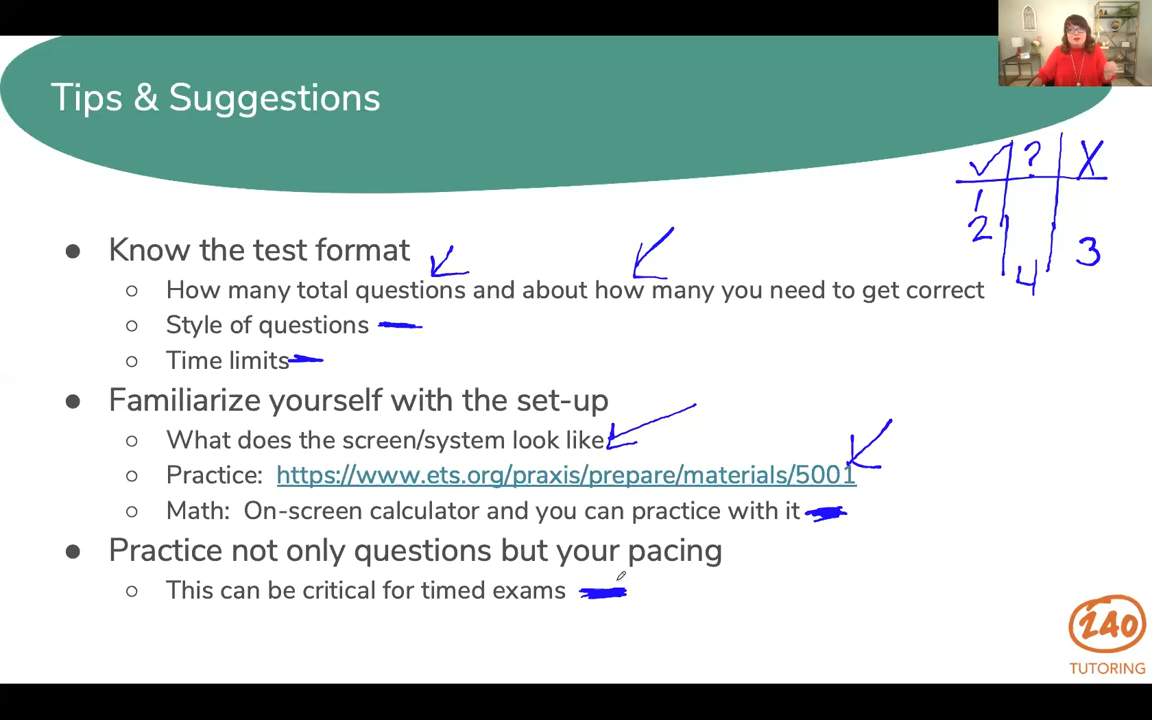 Tips & Suggestions
✓ ? X
1
2
3
4
● Know the test format
○ How many total questions and about how many you need to get correct
○ Style of questions
○ Time limits
● Familiarize yourself with the set-up
○ What does the screen/system look like
○ Practice: https://www.ets.org/praxis/prepare/materials/5001
○ Math: On-screen calculator and you can practice with it
● Practice not only questions but your pacing
○ This can be critical for timed exams
240
TUTORING